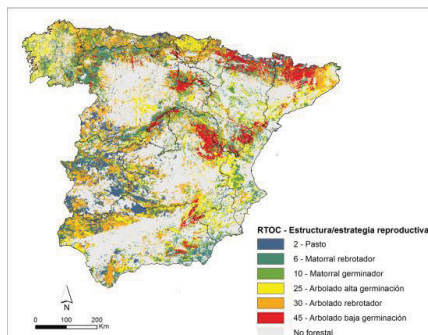 RTOC - Estructura/estrategia reproductiva
2 - Pasto
6 - Matorral rebrotador
10 - Matorral germinador
25 - Arbolado alta germinación
30 - Arbolado rebrotador
45 - Arbolado baja germinación
No forestal
N
0 100 200
Km